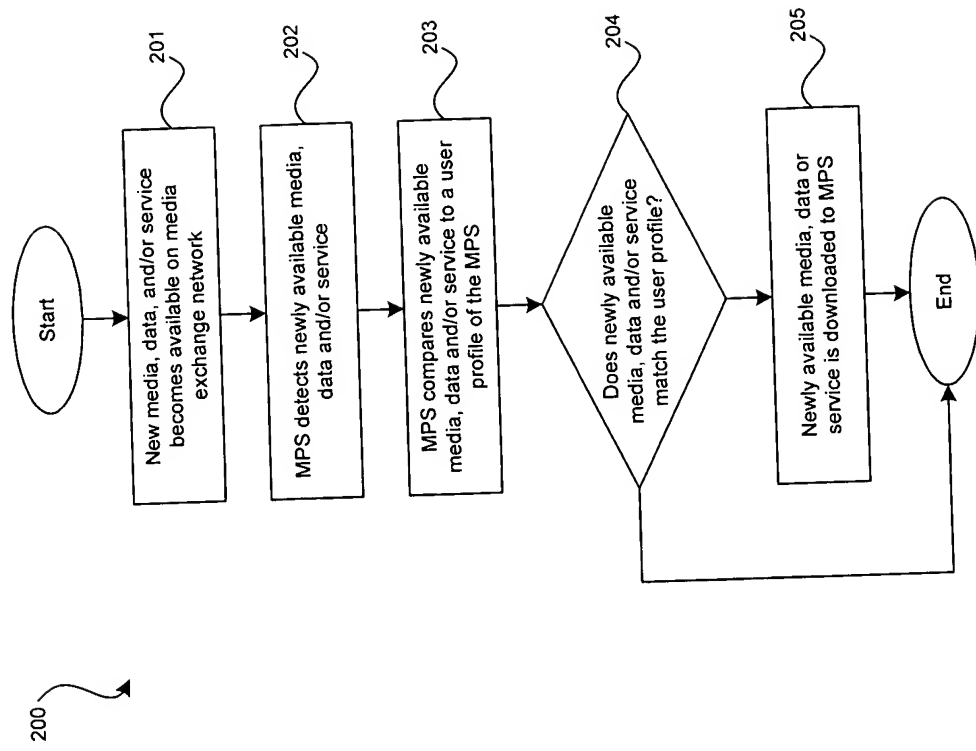 200
Start
New media, data, and/or service
becomes available on media
exchange network
201
MPS detects newly available media,
data and/or service
202
MPS compares newly available
media, data and/or service to a user
profile of the MPS
203
Does newly available
media, data and/or service
match the user profile?
204
Newly available media, data or
service is downloaded to MPS
205
End